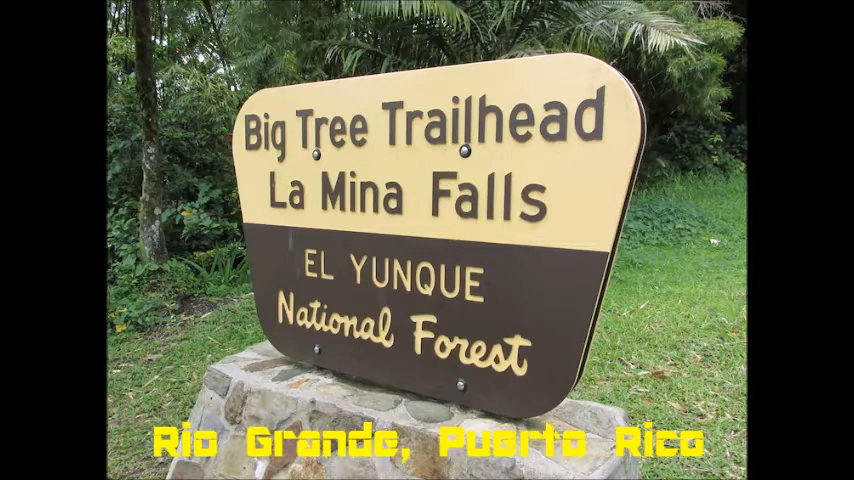 Big Tree Trailhead
La Mina Falls
EL YUNQUE
National Forest
Rio Grande, Puerto Rico